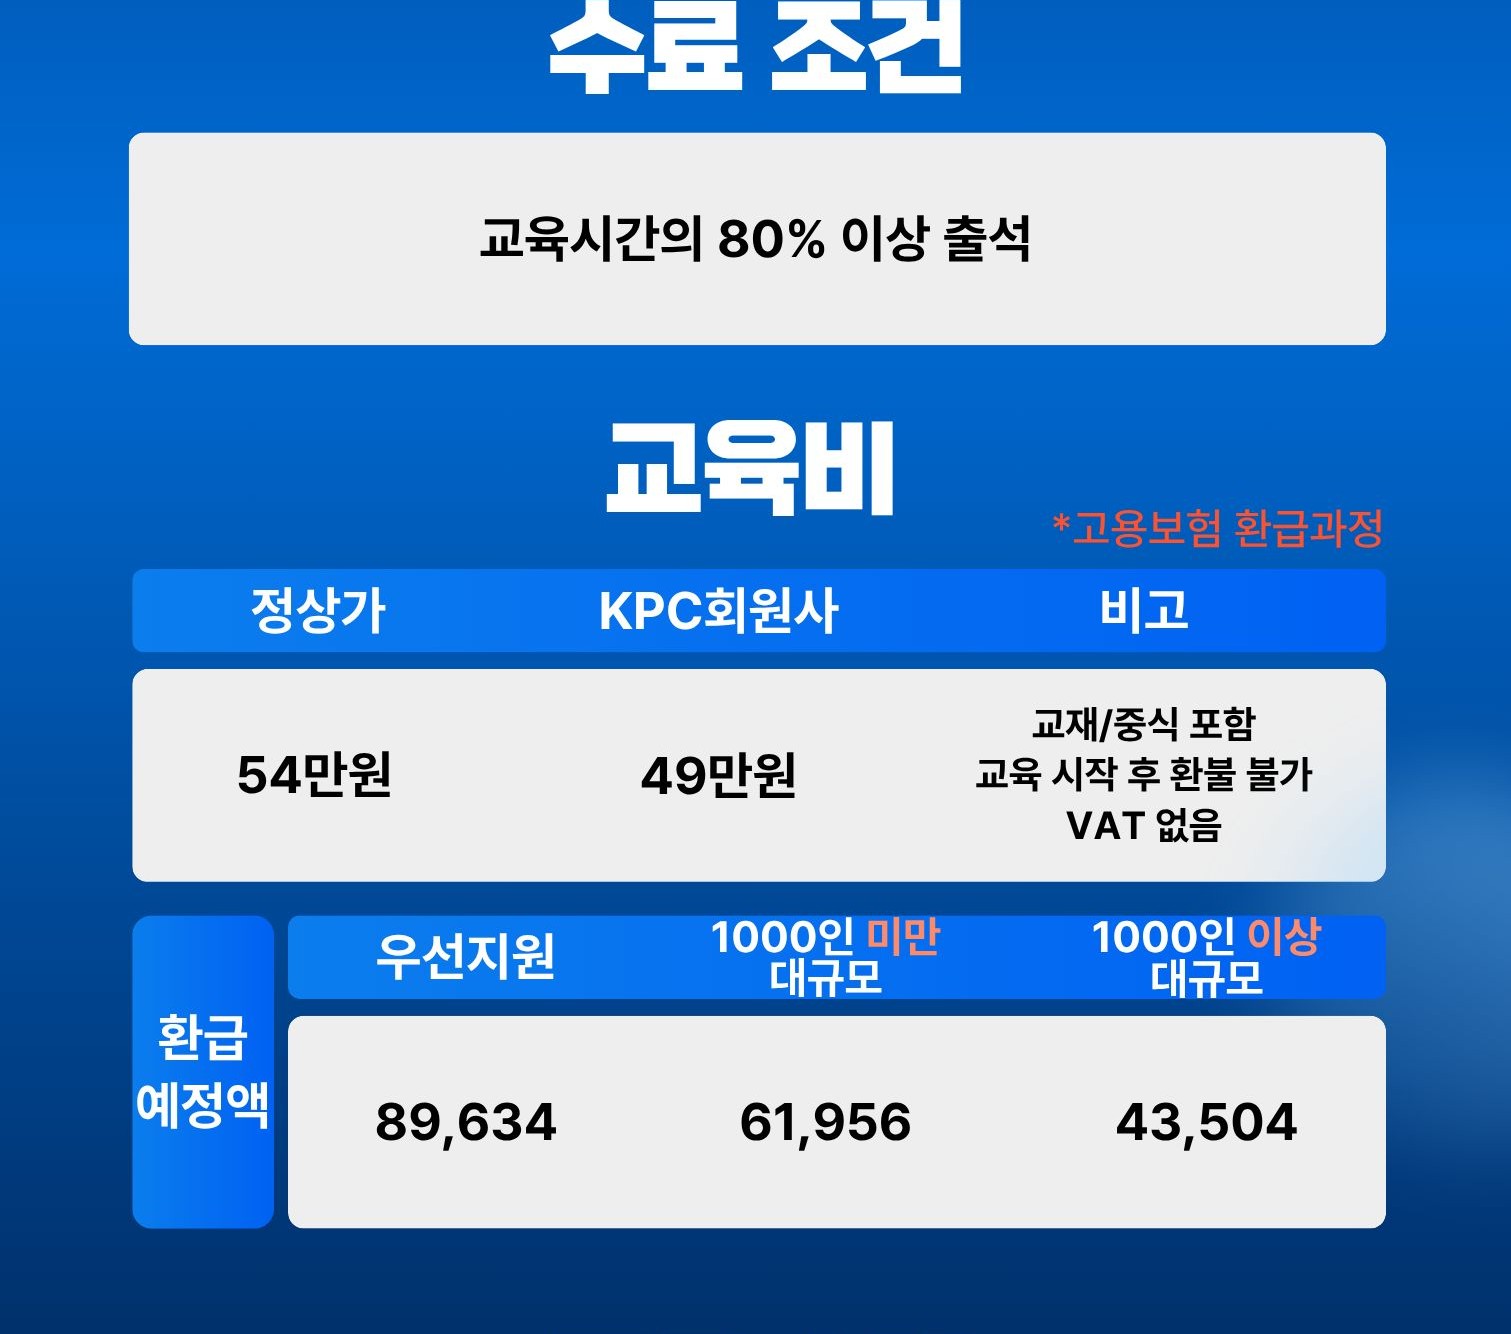 수료 조건
교육시간의 80% 이상 출석
교육비
*고용보험 환급과정
정상가 KPC회원사 비고
54만원 49만원
교재/중식 포함
교육 시작 후 환불 불가
VAT 없음
환급
예정액
우선지원
1000인 미만
대규모
1000인 이상
대규모
89,634 61,956 43,504